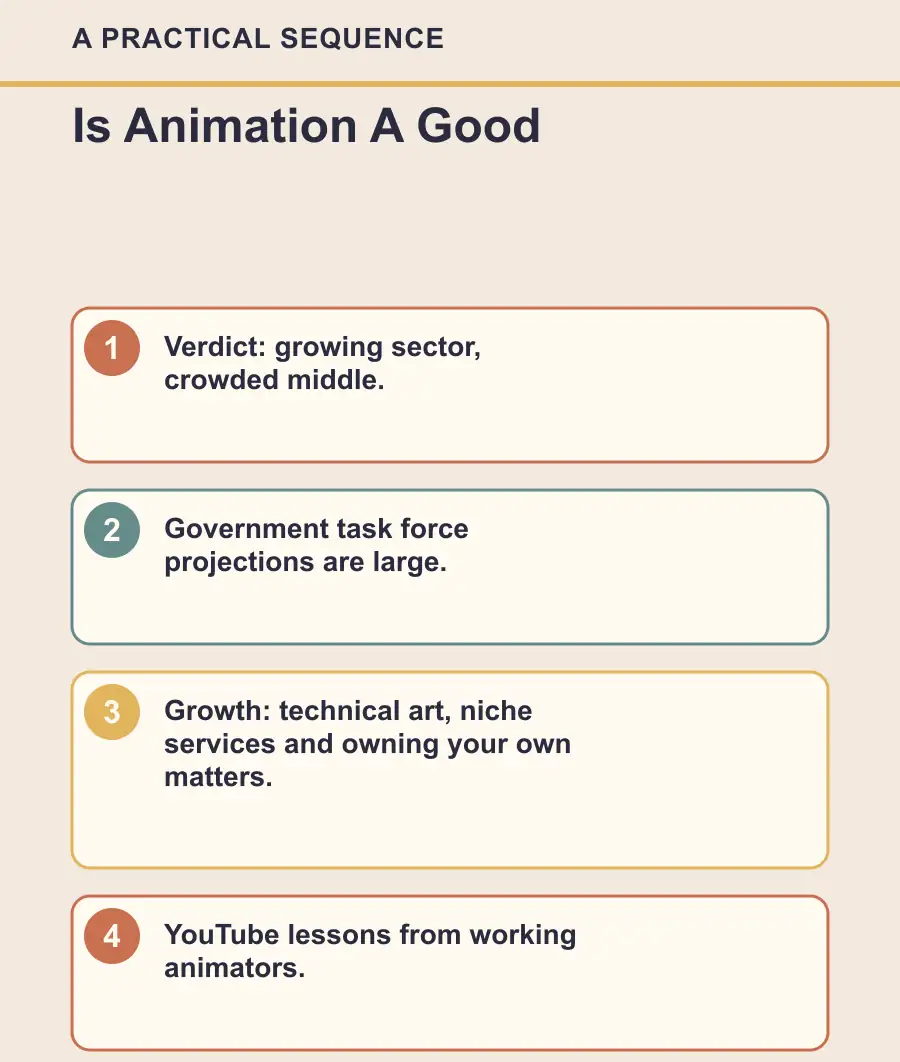 A PRACTICAL SEQUENCE
Is Animation A Good
1
Verdict: growing sector,
crowded middle.
2
Government task force
projections are large.
3
Growth: technical art, niche
services and owning your own
matters.
4
YouTube lessons from working
animators.